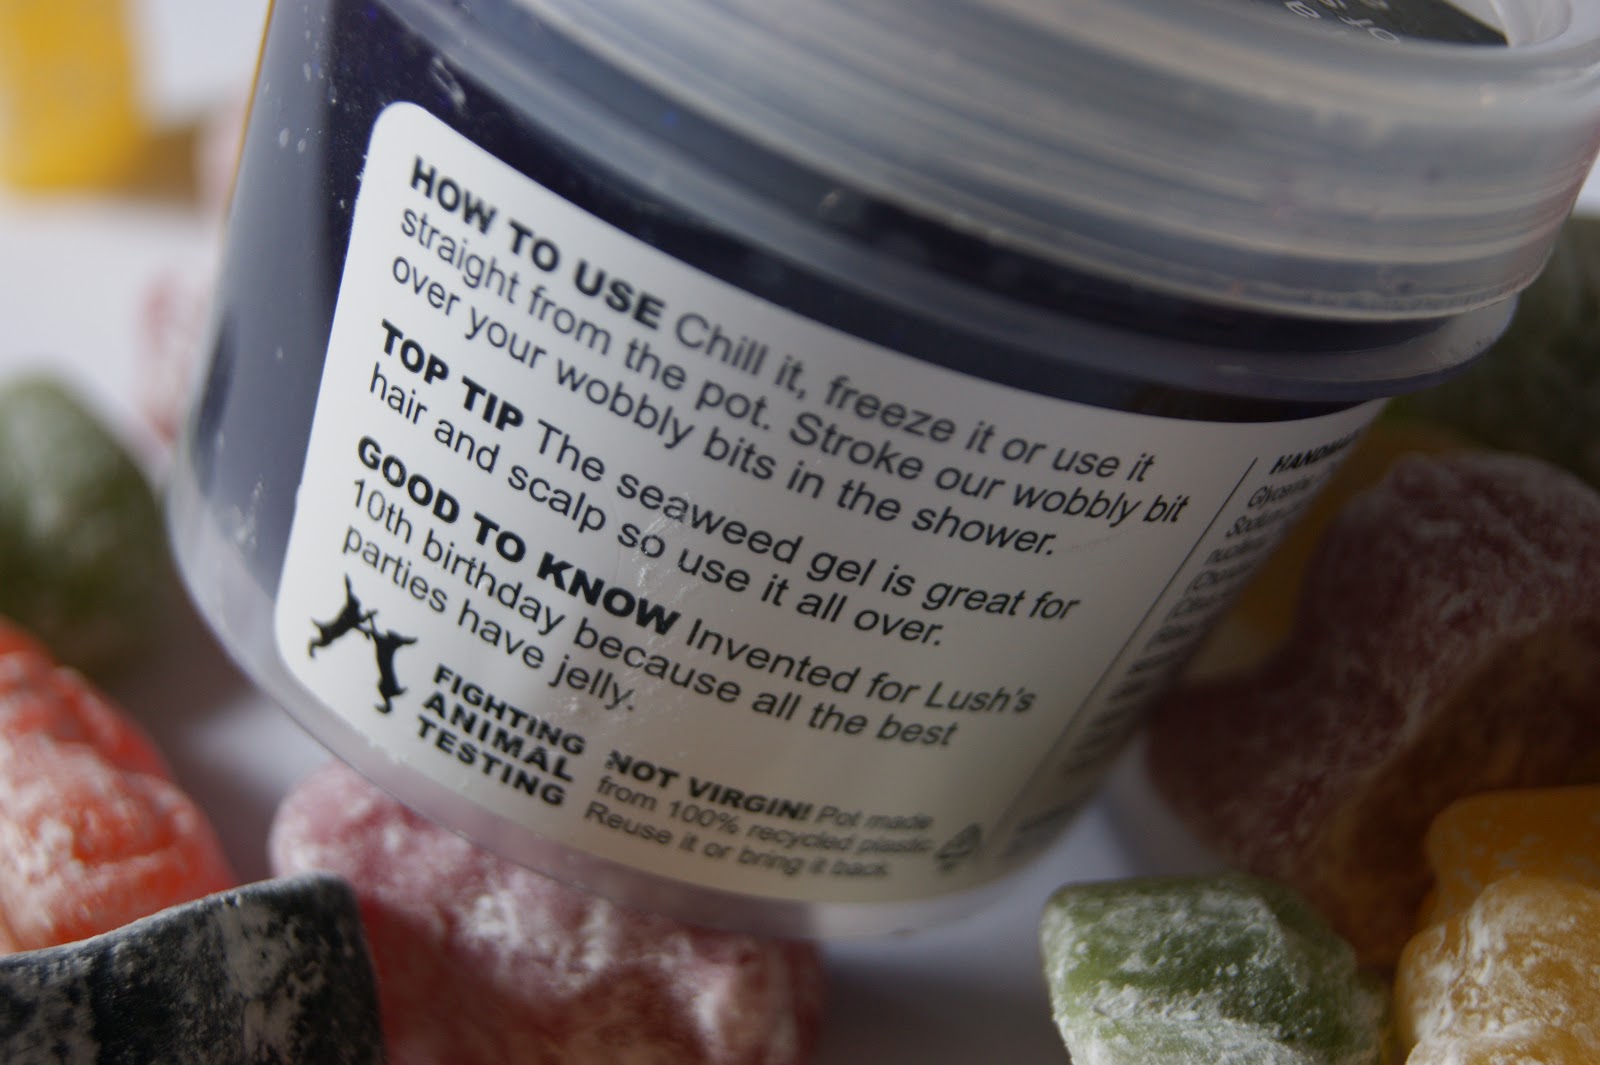 HOW TO USE Chill it, freeze it or use it
straight from the pot. Stroke our wobbly bit
over your wobbly bits in the shower.
TOP TIP The seaweed gel is great for
hair and scalp so use it all over.
GOOD TO KNOW Invented for Lush's
10th birthday because all the best
parties have jelly.
FIGHTING
ANIMAL
TESTING
NOT VIRGIN! Pot made
from 100% recycled plastic.
Reuse it or bring it back.